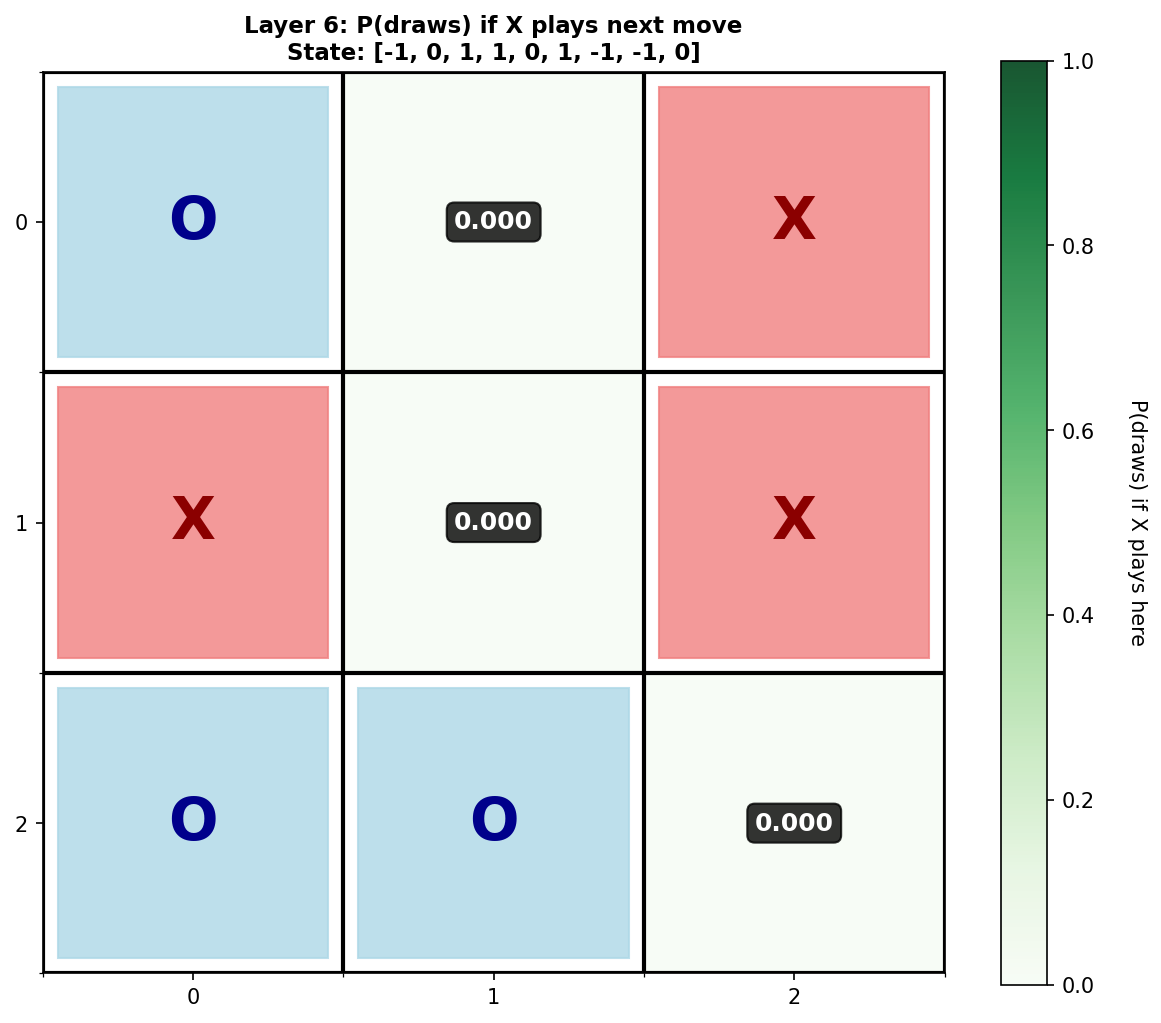 Layer 6: P(draws) if X plays next move
State: [-1, 0, 1, 1, 0, 1, -1, -1, 0]
O
0.000
X
X
0.000
X
O
O
0.000
0
1
2
0
1
2
1.0
0.8
0.6
0.4
0.2
0.0
P(draws) if X plays here